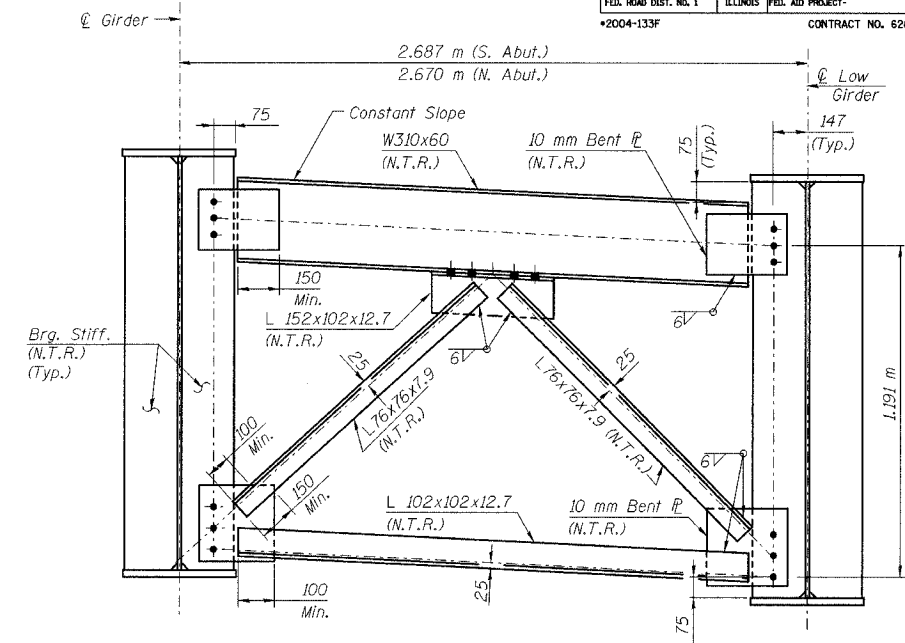 FED. ROAD DIST. NO. 1 ILLINOIS FED. AID PROJECT-
*2004-133F CONTRACT NO.
℄ Girder
2.687 m (S. Abut.)
2.670 m (N. Abut.)
℄ Low
Girder
75
Constant Slope
W310x60
(N.T.R.)
10 mm Bent ℙL
(N.T.R.)
75
(Typ.)
147
(Typ.)
150
Min.
L 152x102x12.7
(N.T.R.)
6
Brg. Stiff.
(N.T.R.)
(Typ.)
25
6
25
L76x76x7.9
(N.T.R.)
L76x76x7.9 (N.T.R.)
1.191 m
100
Min.
150
Min.
6
L 102x102x12.7
(N.T.R.)
10 mm Bent ℙL
(N.T.R.)
100
Min.
25
75